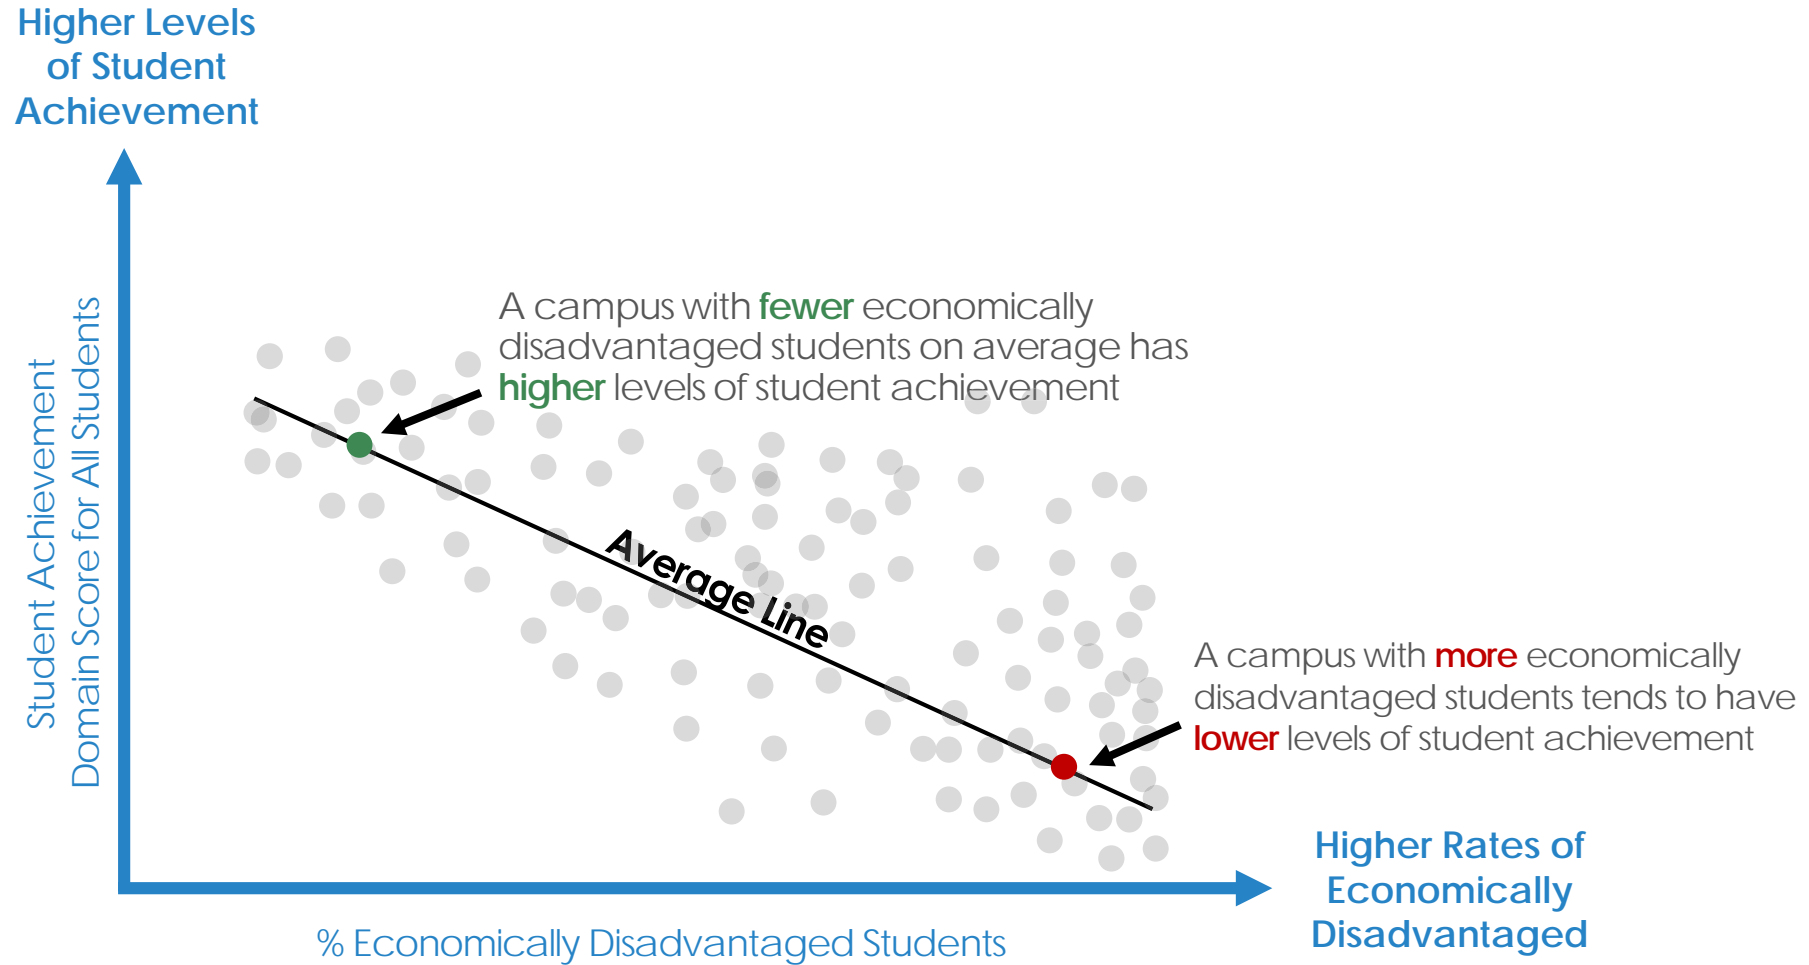 Higher Levels
of Student
Achievement
Student Achievement
Domain Score for All Students
A campus with fewer economically
disadvantaged students on average has
higher levels of student achievement
Average Line
A campus with more economically
disadvantaged students tends to have
lower levels of student achievement
Higher Rates of
Economically
Disadvantaged
% Economically Disadvantaged Students